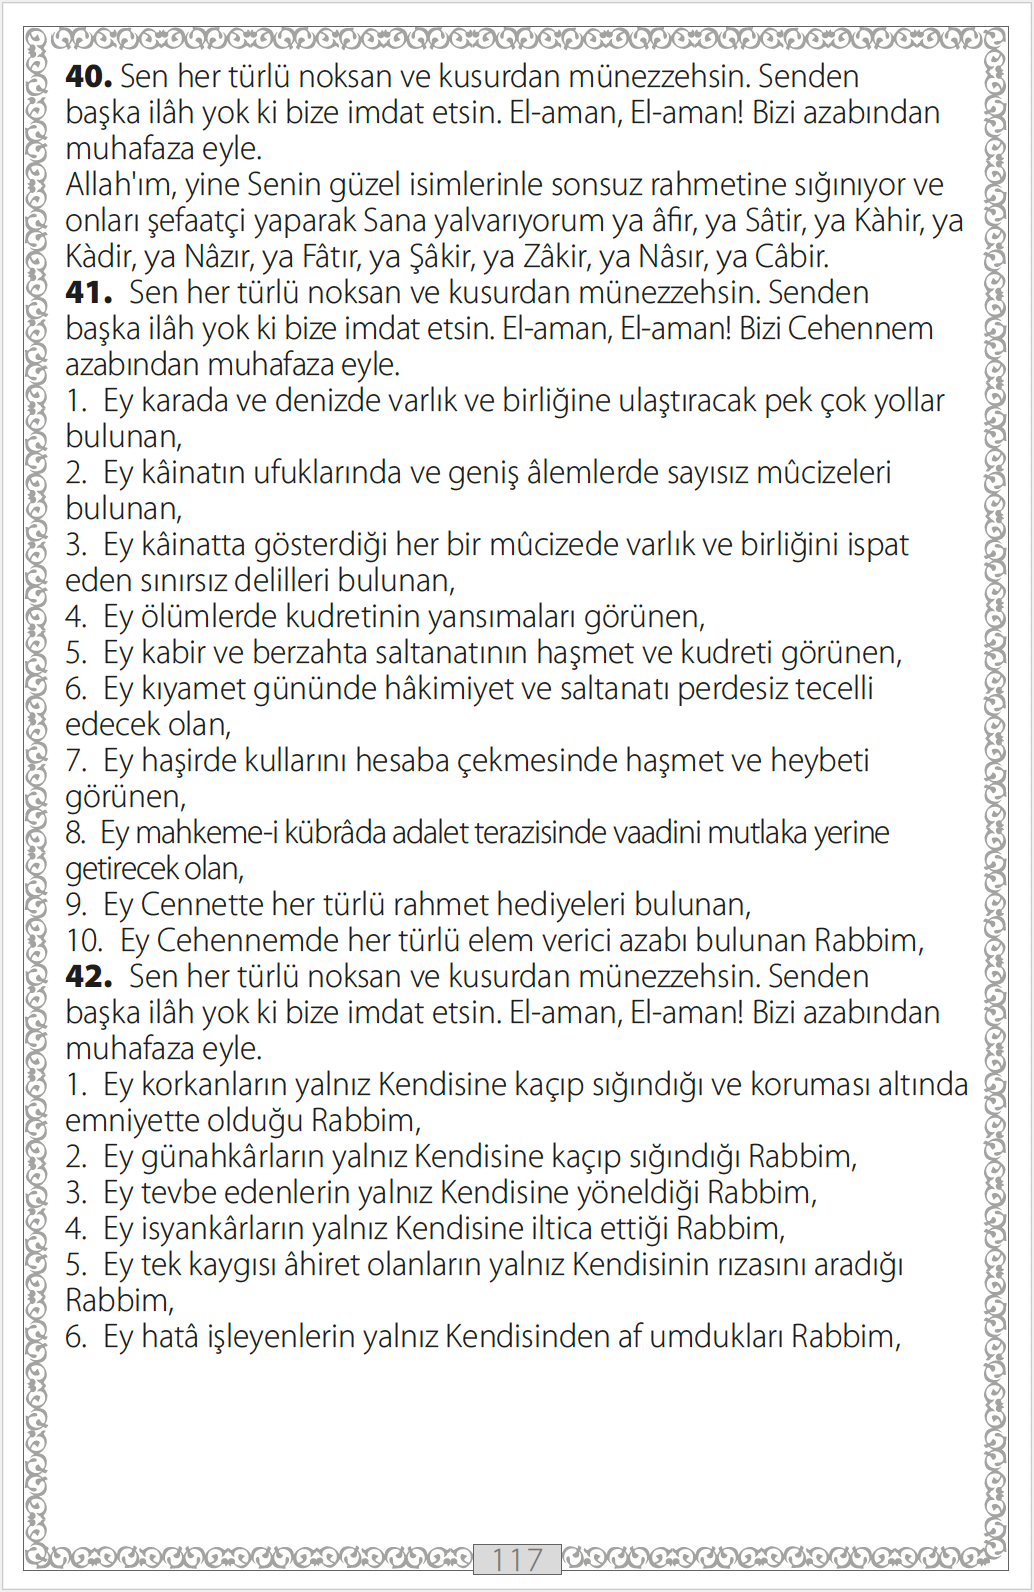 40. Sen her türlü noksan ve kusurdan münezzehsin. Senden
başka ilâh yok ki bize imdat etsin. El-aman, El-aman! Bizi azabından
muhafaza eyle.
Allah'ım, yine Senin güzel isimlerinle sonsuz rahmetine sığınıyor ve
onları şefaatçi yaparak Sana yalvarıyorum ya âfir, ya Sâtir, ya Kàhir, ya
Kàdir, ya Nâzır, ya Fâtır, ya Şâkir, ya Zâkir, ya Nâsır, ya Câbir.
41. Sen her türlü noksan ve kusurdan münezzehsin. Senden
başka ilâh yok ki bize imdat etsin. El-aman, El-aman! Bizi Cehennem
azabından muhafaza eyle.
1. Ey karada ve denizde varlık ve birliğine ulaştıracak pek çok yollar
bulunan,
2. Ey kâinatın ufuklarında ve geniş âlemlerde sayısız mûcizeleri
bulunan,
3. Ey kâinatta gösterdiği her bir mûcizede varlık ve birliğini ispat
eden sınırsız delilleri bulunan,
4. Ey ölümlerde kudretinin yansımaları görünen,
5. Ey kabir ve berzahta saltanatının haşmet ve kudreti görünen,
6. Ey kıyamet gününde hâkimiyet ve saltanatı perdesiz tecelli
edecek olan,
7. Ey haşirde kullarını hesaba çekmesinde haşmet ve heybeti
görünen,
8. Ey mahkeme-i kübrâda adalet terazisinde vaadini mutlaka yerine
getirecek olan,
9. Ey Cennette her türlü rahmet hediyeleri bulunan,
10. Ey Cehennemde her türlü elem verici azabı bulunan Rabbim,
42. Sen her türlü noksan ve kusurdan münezzehsin. Senden
başka ilâh yok ki bize imdat etsin. El-aman, El-aman! Bizi azabından
muhafaza eyle.
1. Ey korkanların yalnız Kendisine kaçıp sığındığı ve koruması altında
emniyette olduğu Rabbim,
2. Ey günahkârların yalnız Kendisine kaçıp sığındığı Rabbim,
3. Ey tevbe edenlerin yalnız Kendisine yöneldiği Rabbim,
4. Ey isyankârların yalnız Kendisine iltica ettiği Rabbim,
5. Ey tek kaygısı âhiret olanların yalnız Kendisinin rızasını aradığı
Rabbim,
6. Ey hatâ işleyenlerin yalnız Kendisinden af umdukları Rabbim,
117